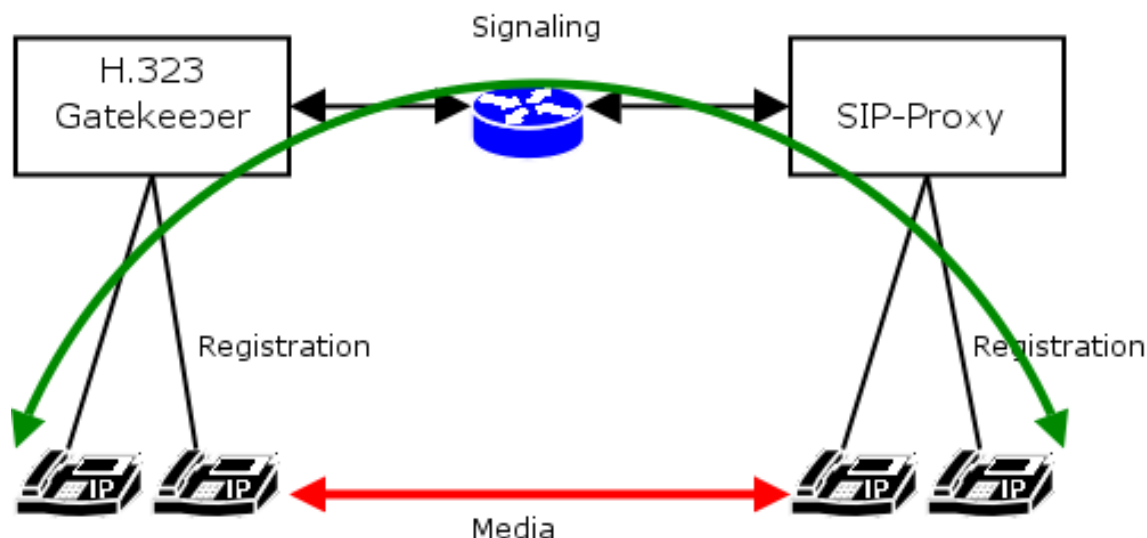 Signaling
H.323
Gatekeeper
SIP-Proxy
Registration
Registration
IP
IP
IP
IP
Media